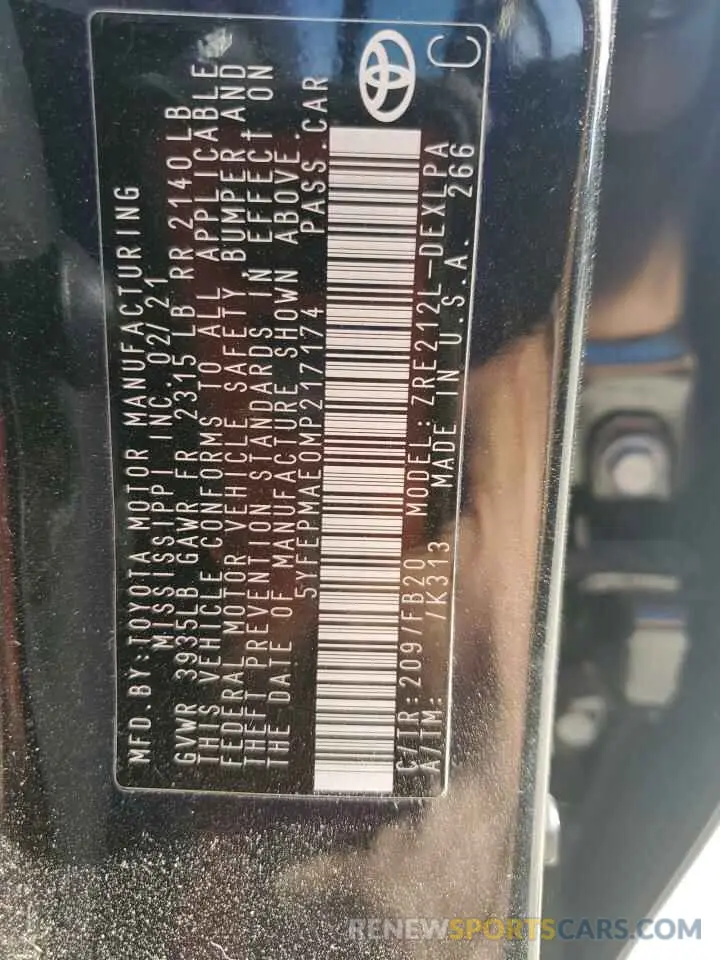 MFD.BY:TOYOTA MOTOR MANUFACTURING
MISSISSIPPI INC. 02/21
GVWR 3935LB GAWR FR 2315 LB RR 2140LB
THIS VEHICLE CONFORMS TO ALL APPLICABLE
FEDERAL MOTOR VEHICLE SAFETY, BUMPER AND
THEFT PREVENTION STANDARDS IN EFFECT ON
THE DATE OF MANUFACTURE SHOWN ABOVE.
5YFEPMAE0MP217174 PASS.CAR
C/TR:209/FB20 MODEL:ZRE212L-DEXLPA
A/TM: /K313 MADE IN U.S.A. 266
C
RENEWSPORTSCARS.COM